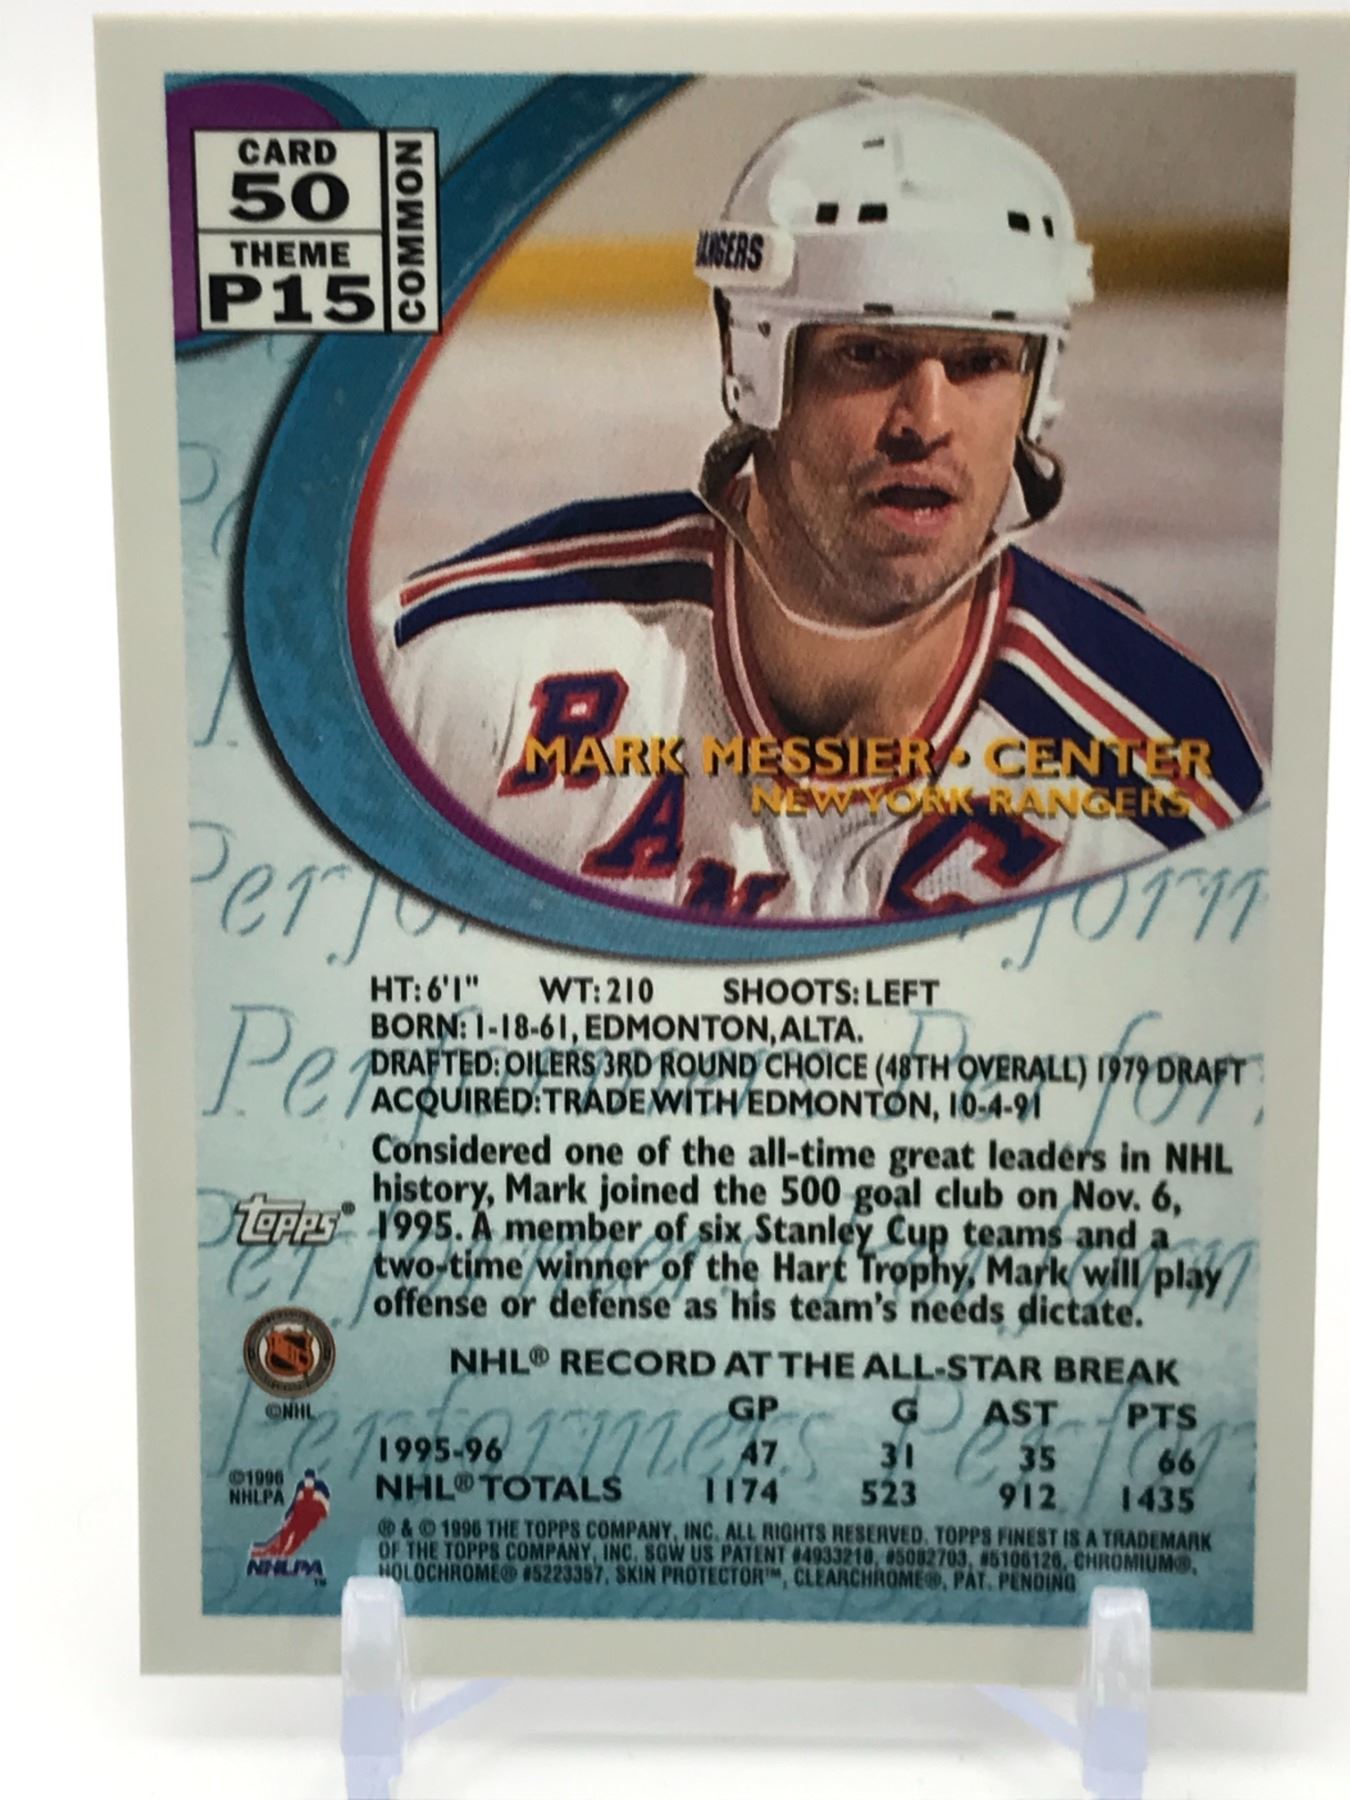 CARD
50
COMMON
THEME
P15
RANGERS
RAN
C
MARK MESSIER • CENTER
NEW YORK RANGERS®
HT: 6'1" WT: 210 SHOOTS: LEFT
BORN: 1-18-61, EDMONTON, ALTA.
DRAFTED: OILERS 3RD ROUND CHOICE (48TH OVERALL) 1979 DRAFT
ACQUIRED: TRADE WITH EDMONTON, 10-4-91
Considered one of the all-time great leaders in NHL
history, Mark joined the 500 goal club on Nov. 6,
1995. A member of six Stanley Cup teams and a
two-time winner of the Hart Trophy, Mark will play
offense or defense as his team's needs dictate.
Topps®
©NHL
©1996
NHLPA
NHLPA™
NHL® RECORD AT THE ALL-STAR BREAK
GP G AST PTS
1995-96 47 31 35 66
NHL® TOTALS 1174 523 912 1435
® & © 1996 THE TOPPS COMPANY, INC. ALL RIGHTS RESERVED. TOPPS FINEST IS A TRADEMARK
OF THE TOPPS COMPANY, INC. SGW US PATENT #4933218, #5082703, #5106126, CHROMIUM®,
HOLOCHROME® #5223357, SKIN PROTECTOR™, CLEARCHROME®, PAT. PENDING